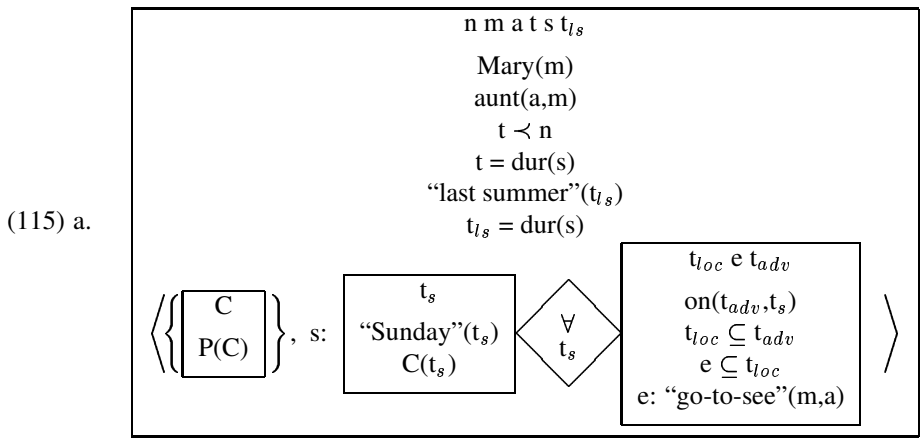 n m a t s t_ls
Mary(m)
aunt(a,m)
t ≺ n
t = dur(s)
“last summer”(t_ls)
t_ls = dur(s)
(115) a.
⟨{
C
P(C)
}, s:
t_s
“Sunday”(t_s)
C(t_s)
∀
t_s
t_loc e t_adv
on(t_adv,t_s)
t_loc ⊆ t_adv
e ⊆ t_loc
e: “go-to-see”(m,a)
⟩